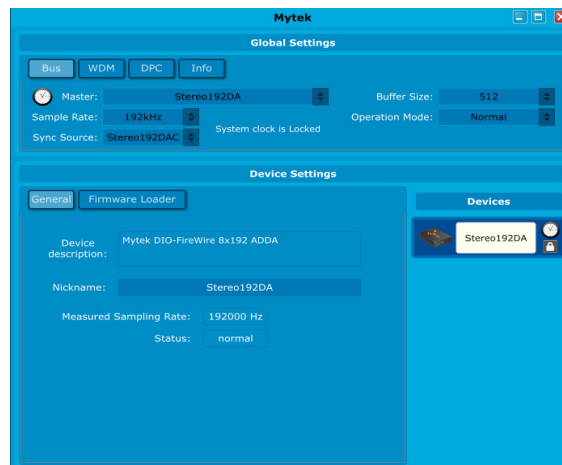 Mytek
Global Settings
Bus WDM DPC Info
Master: Stereo192DA Buffer Size: 512
Sample Rate: 192kHz Operation Mode: Normal
System clock is Locked
Sync Source: Stereo192DAC
Device Settings
General Firmware Loader
Devices
Device description: Mytek DIO-FireWire 8x192 ADDA
Stereo192DA
Nickname: Stereo192DA
Measured Sampling Rate: 192000 Hz
Status: normal